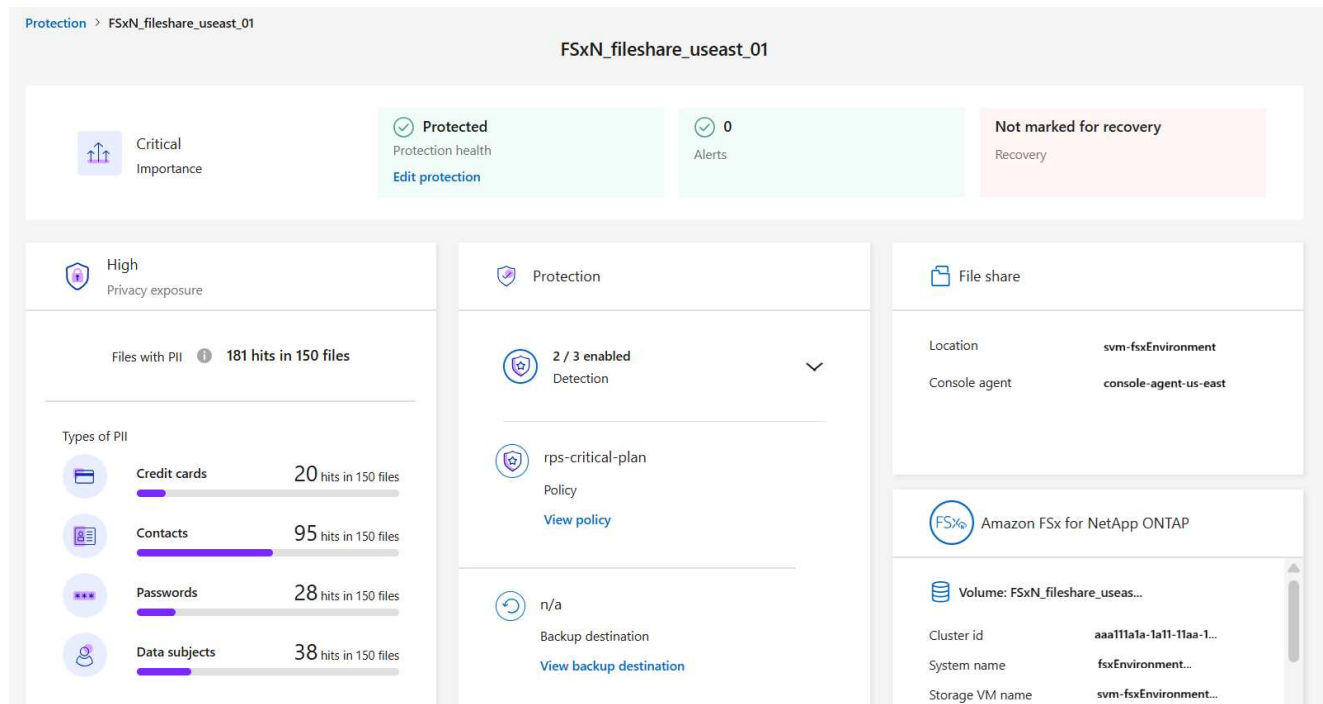 Protection > FSxN_fileshare_useast_01
FSxN_fileshare_useast_01
Critical
Importance
Protected
Protection health
Edit protection
0
Alerts
Not marked for recovery
Recovery
High
Privacy exposure
Files with PII i 181 hits in 150 files
Types of PII
Credit cards 20 hits in 150 files
Contacts 95 hits in 150 files
Passwords 28 hits in 150 files
Data subjects 38 hits in 150 files
Protection
2 / 3 enabled
Detection
rps-critical-plan
Policy
View policy
n/a
Backup destination
View backup destination
File share
Location svm-fsxEnvironment
Console agent console-agent-us-east
FSx Amazon FSx for NetApp ONTAP
Volume: FSxN_fileshare_useas...
Cluster id aaa111a1a-1a11-11aa-1...
System name fsxEnvironment...
Storage VM name svm-fsxEnvironment...